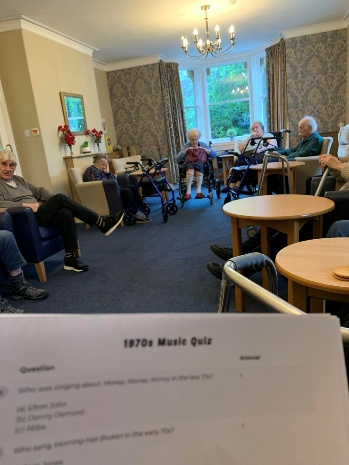 1970s Music Quiz
Question Answer
Who was singing about Money, Money, Money in the late 70s?
(a) Elton John
(b) Donny Osmond
(c) Abba
Who sang Morning Has Broken in the early 70s?